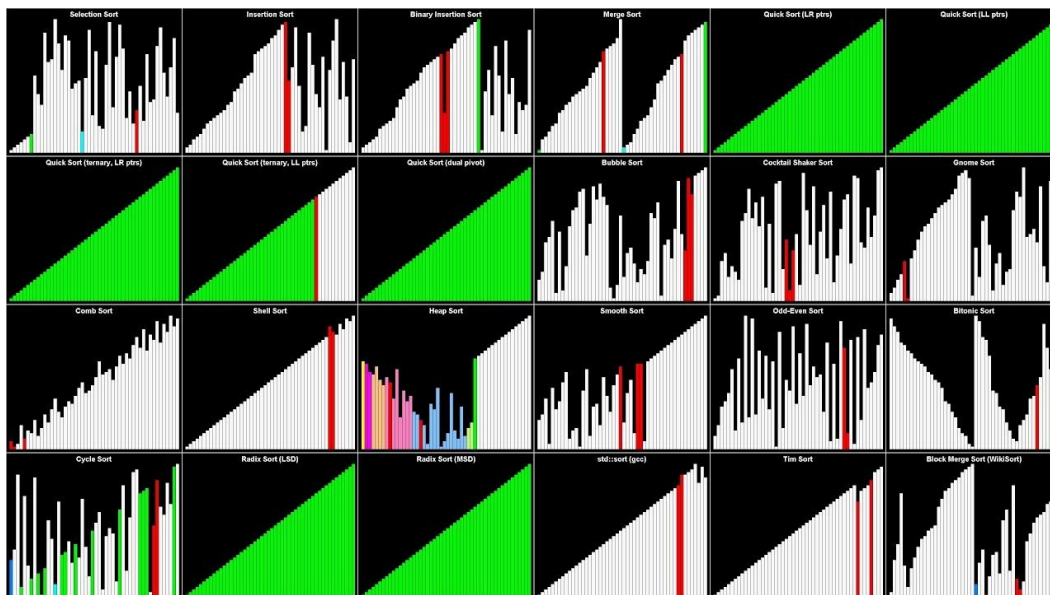 Selection Sort
Insertion Sort
Binary Insertion Sort
Merge Sort
Quick Sort (LR ptrs)
Quick Sort (LL ptrs)
Quick Sort (ternary, LR ptrs)
Quick Sort (ternary, LL ptrs)
Quick Sort (dual pivot)
Bubble Sort
Cocktail Shaker Sort
Gnome Sort
Comb Sort
Shell Sort
Heap Sort
Smooth Sort
Odd-Even Sort
Bitonic Sort
Cycle Sort
Radix Sort (LSD)
Radix Sort (MSD)
std::sort (gcc)
Tim Sort
Block Merge Sort (WikiSort)